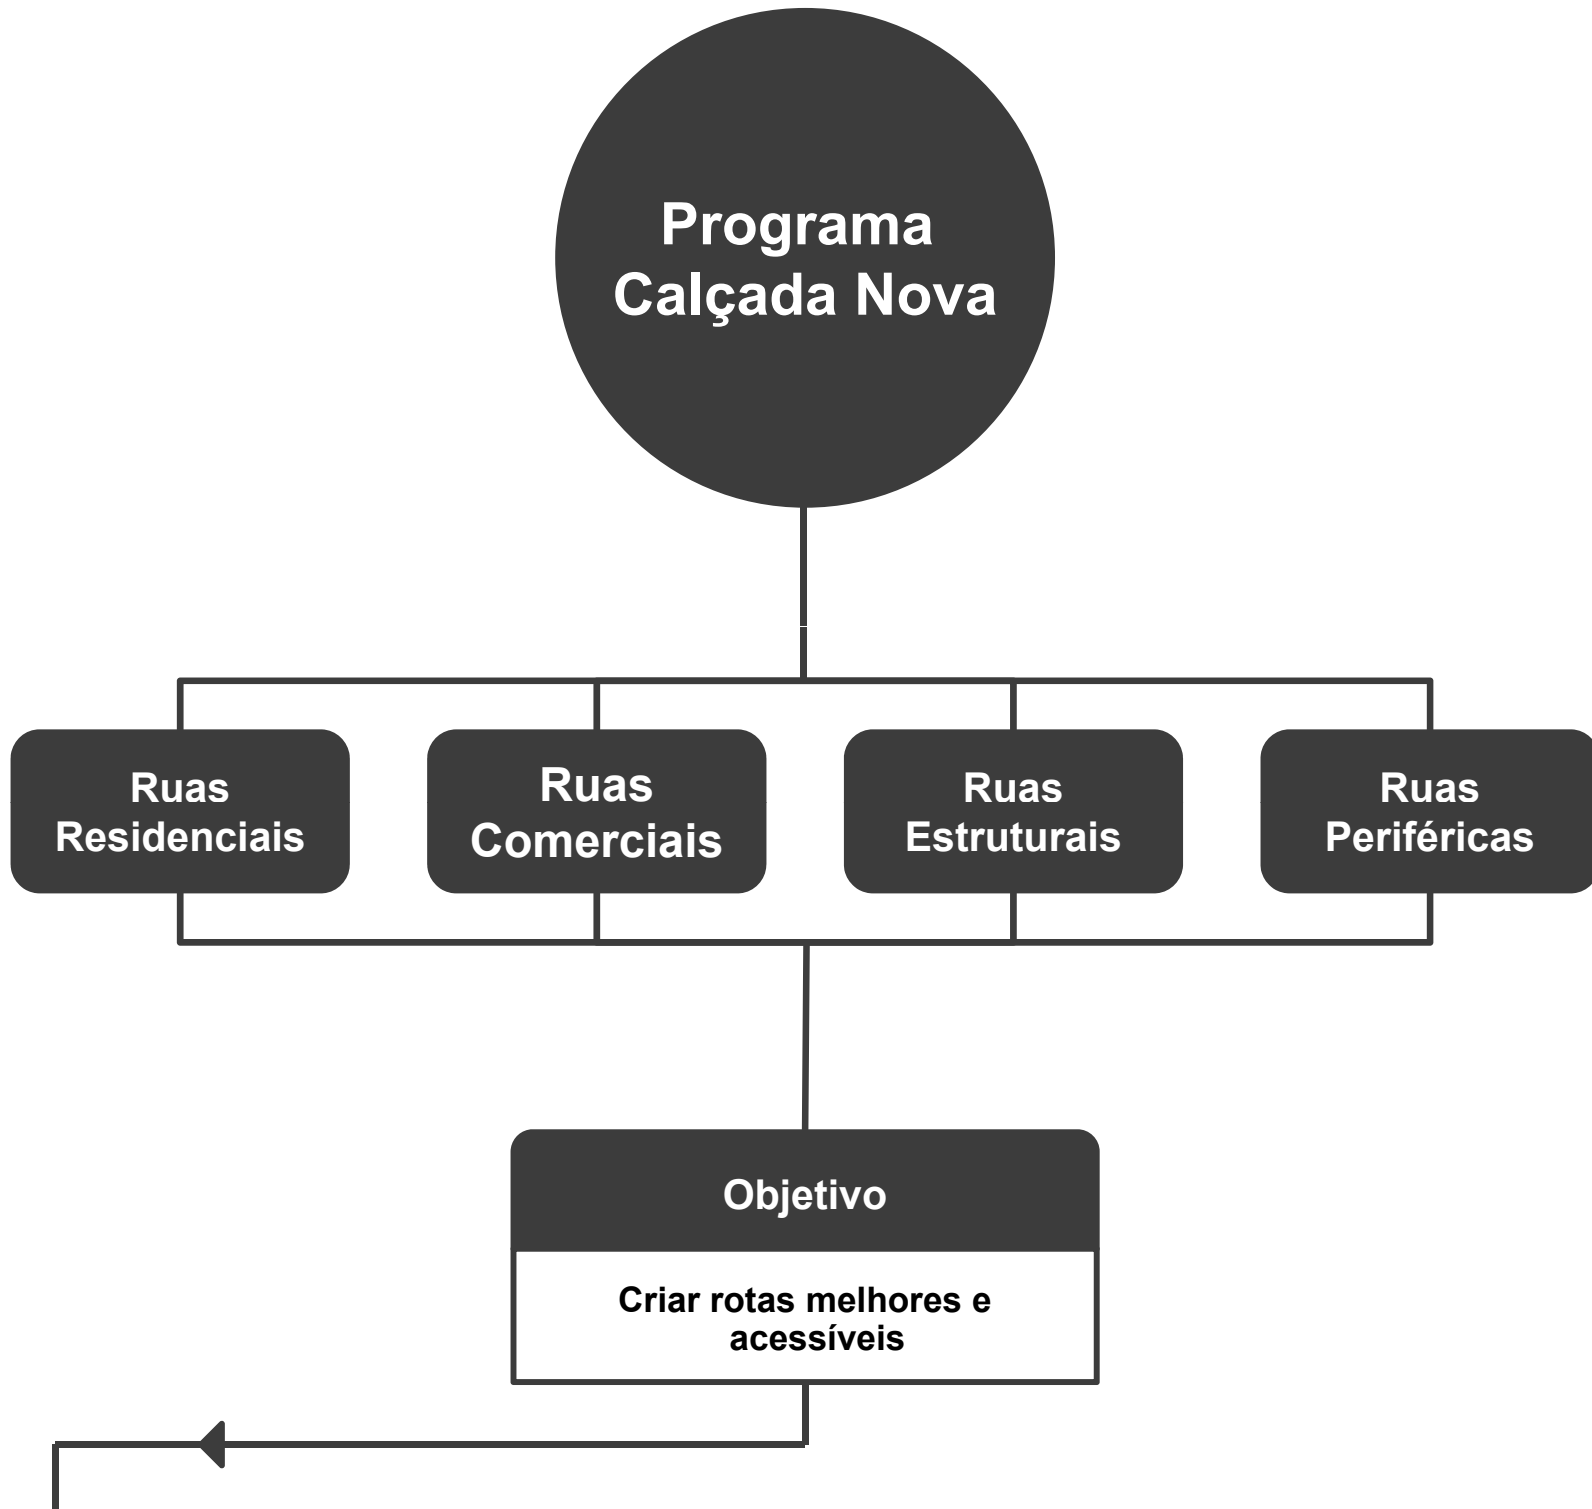 Programa
Calçada Nova
Ruas
Residenciais
Ruas
Comerciais
Ruas
Estruturais
Ruas
Periféricas
Objetivo
Criar rotas melhores e
acessíveis